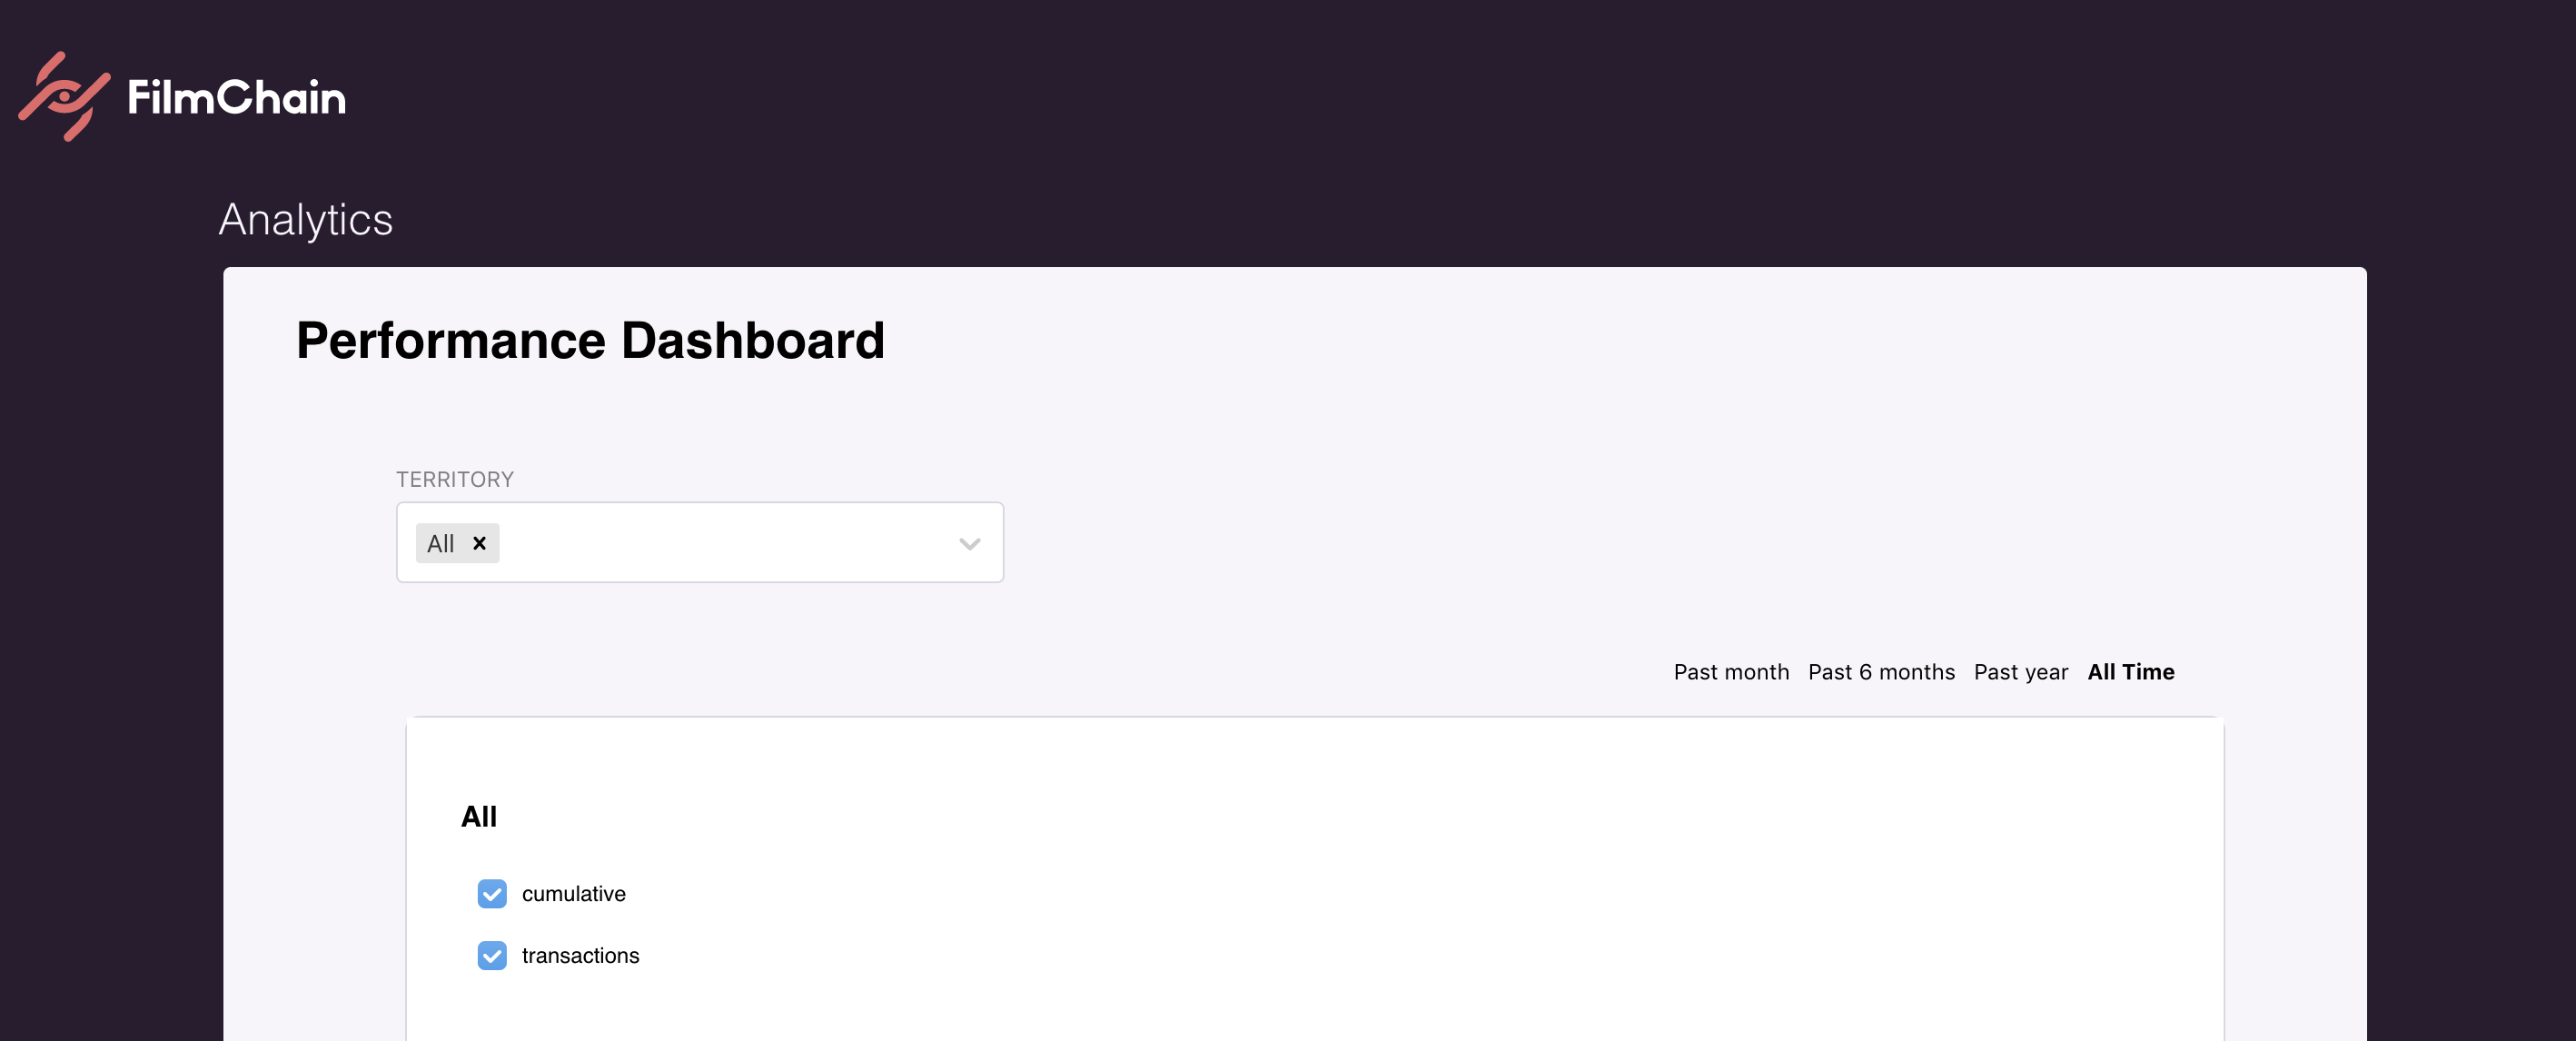 FilmChain
Analytics
Performance Dashboard
TERRITORY
All
Past month Past 6 months Past year All Time
All
cumulative
transactions